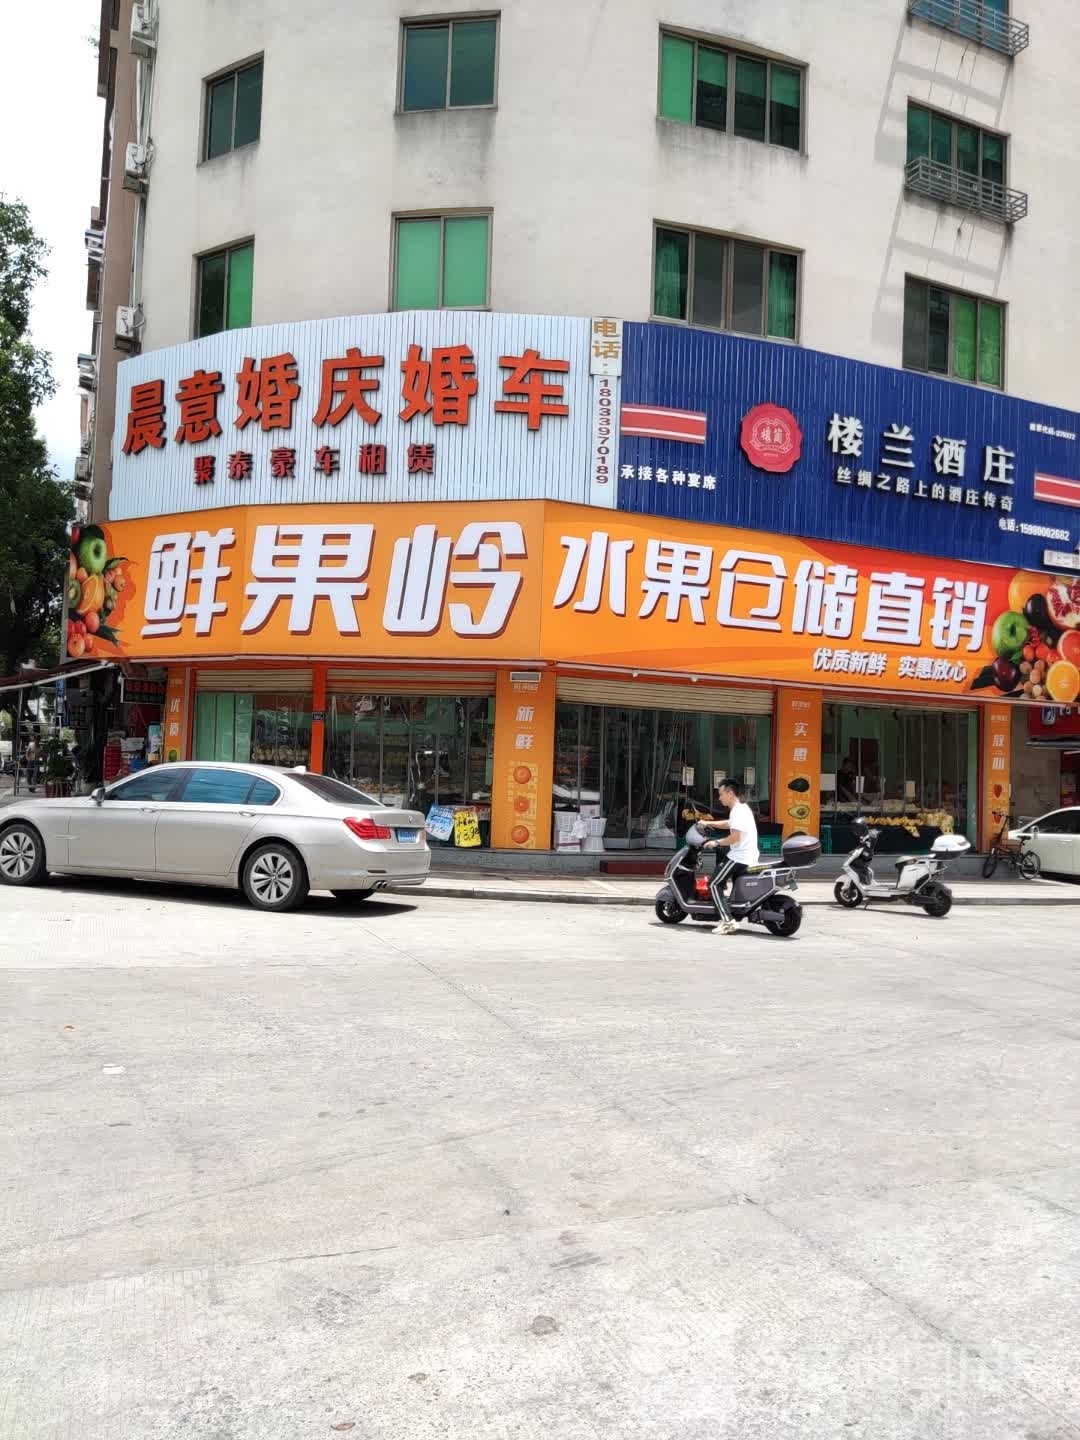 晨意婚庆婚车
聚泰豪车租赁
电话:18033970189
承接各种宴席
楼兰酒庄
丝绸之路上的酒庄传奇
电话:15980002682
鲜果岭
水果仓储直销
优质新鲜 实惠放心
优质
新鲜
实惠
放心